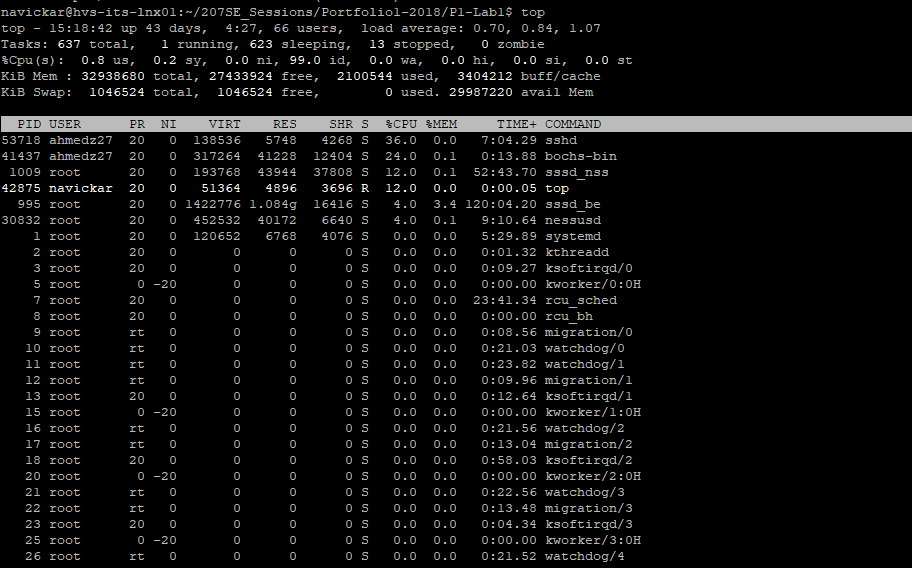 navickar@hvs-its-lnx01:~/207SE_Sessions/Portfolio1-2018/P1-Lab1$ top
top - 15:18:42 up 43 days,  4:27, 66 users,  load average: 0.70, 0.84, 1.07
Tasks: 637 total,   1 running, 623 sleeping,  13 stopped,   0 zombie
%Cpu(s):  0.8 us,  0.2 sy,  0.0 ni, 99.0 id,  0.0 wa,  0.0 hi,  0.0 si,  0.0 st
KiB Mem : 32938680 total, 27433924 free,  2100544 used,  3404212 buff/cache
KiB Swap:  1046524 total,  1046524 free,        0 used. 29987220 avail Mem
  PID USER      PR  NI    VIRT    RES    SHR S  %CPU %MEM     TIME+ COMMAND
53718 ahmedz27  20   0  138536   5748   4268 S  36.0  0.0   7:04.29 sshd
41437 ahmedz27  20   0  317264  41228  12404 S  24.0  0.1   0:13.88 bochs-bin
 1009 root      20   0  193768  43944  37808 S  12.0  0.1  52:43.70 sssd_nss
42875 navickar  20   0   51364   4896   3696 R  12.0  0.0   0:00.05 top
  995 root      20   0 1422776 1.084g  16416 S   4.0  3.4 120:04.20 sssd_be
30832 root      20   0  452532  40172   6640 S   4.0  0.1   9:10.64 nessusd
    1 root      20   0  120652   6768   4076 S   0.0  0.0   5:29.89 systemd
    2 root      20   0       0      0      0 S   0.0  0.0   0:01.32 kthreadd
    3 root      20   0       0      0      0 S   0.0  0.0   0:09.27 ksoftirqd/0
    5 root       0 -20       0      0      0 S   0.0  0.0   0:00.00 kworker/0:0H
    7 root      20   0       0      0      0 S   0.0  0.0  23:41.34 rcu_sched
    8 root      20   0       0      0      0 S   0.0  0.0   0:00.00 rcu_bh
    9 root      rt   0       0      0      0 S   0.0  0.0   0:08.56 migration/0
   10 root      rt   0       0      0      0 S   0.0  0.0   0:21.03 watchdog/0
   11 root      rt   0       0      0      0 S   0.0  0.0   0:23.82 watchdog/1
   12 root      rt   0       0      0      0 S   0.0  0.0   0:09.96 migration/1
   13 root      20   0       0      0      0 S   0.0  0.0   0:12.64 ksoftirqd/1
   15 root       0 -20       0      0      0 S   0.0  0.0   0:00.00 kworker/1:0H
   16 root      rt   0       0      0      0 S   0.0  0.0   0:21.56 watchdog/2
   17 root      rt   0       0      0      0 S   0.0  0.0   0:13.04 migration/2
   18 root      20   0       0      0      0 S   0.0  0.0   0:58.03 ksoftirqd/2
   20 root       0 -20       0      0      0 S   0.0  0.0   0:00.00 kworker/2:0H
   21 root      rt   0       0      0      0 S   0.0  0.0   0:22.56 watchdog/3
   22 root      rt   0       0      0      0 S   0.0  0.0   0:13.48 migration/3
   23 root      20   0       0      0      0 S   0.0  0.0   0:04.34 ksoftirqd/3
   25 root       0 -20       0      0      0 S   0.0  0.0   0:00.00 kworker/3:0H
   26 root      rt   0       0      0      0 S   0.0  0.0   0:21.52 watchdog/4